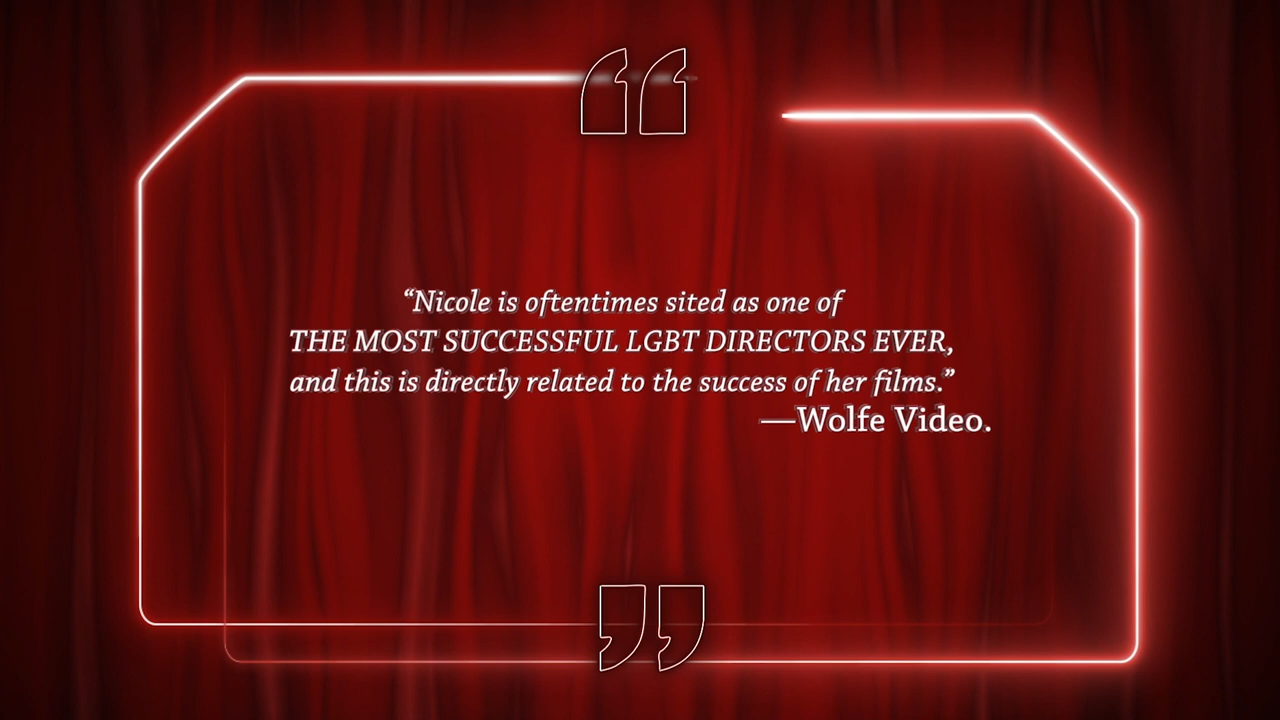 “Nicole is oftentimes sited as one of
THE MOST SUCCESSFUL LGBT DIRECTORS EVER,
and this is directly related to the success of her films.”
—Wolfe Video.